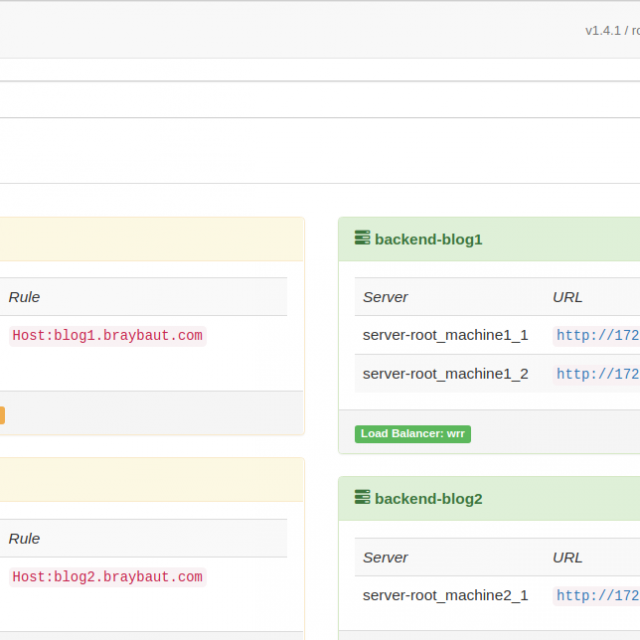 v1.4.1 / ro
Rule
Host:blog1.braybaut.com
Rule
Host:blog2.braybaut.com
backend-blog1
Server URL
server-root_machine1_1 http://172
server-root_machine1_2 http://172
Load Balancer: wrr
backend-blog2
Server URL
server-root_machine2_1 http://172